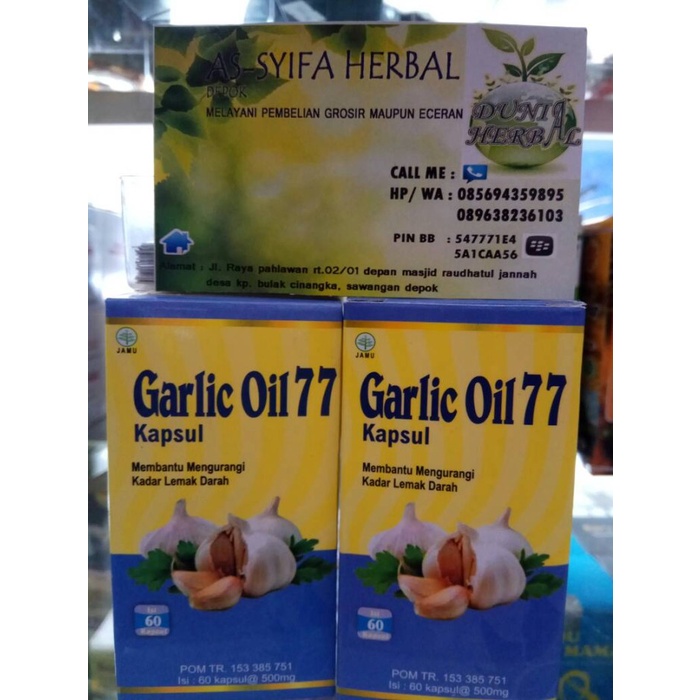 AS-SYIFA HERBAL
DEPOK
MELAYANI PEMBELIAN GROSIR MAUPUN ECERAN
DUNIA
HERBAL
CALL ME :
HP/ WA : 085694359895
089638236103
PIN BB : 547771E4
5A1CAA56
Alamat : Jl. Raya pahlawan rt.02/01 depan masjid raudhatul jannah
desa kp. bulak cinangka, sawangan depok
JAMU
Garlic Oil 77
Kapsul
Membantu Mengurangi
Kadar Lemak Darah
Isi
60
Kapsul
POM TR. 153 385 751
Isi : 60 kapsul@ 500mg
JAMU
Garlic Oil 77
Kapsul
Membantu Mengurangi
Kadar Lemak Darah
Isi
60
Kapsul
POM TR. 153 385 751
Isi : 60 kapsul@ 500mg